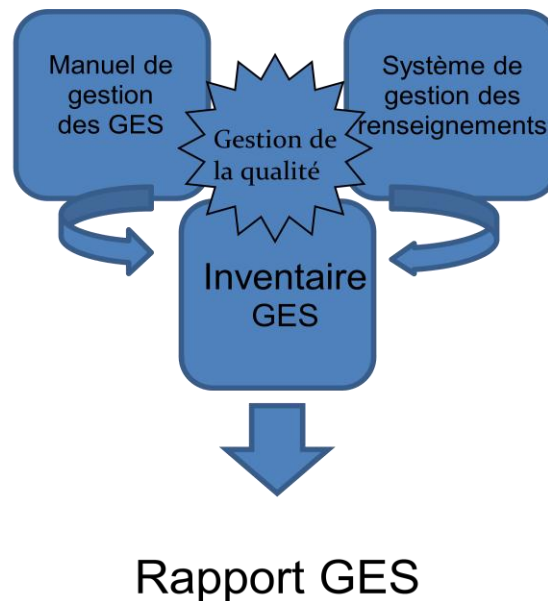 Manuel de
gestion
des GES
Système de
gestion des
renseignements
Gestion de
la qualité
Inventaire
GES
Rapport GES